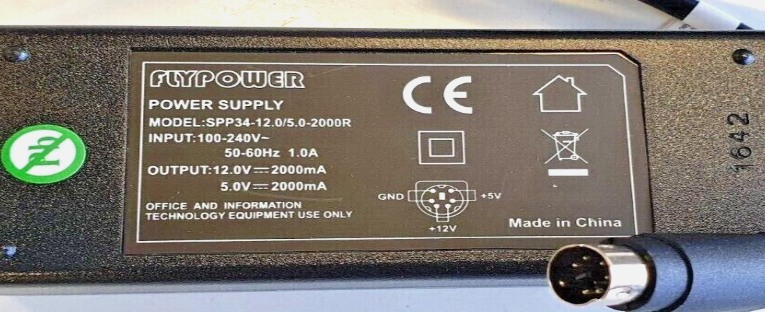 FLYPOWER
POWER SUPPLY
MODEL:SPP34-12.0/5.0-2000R
INPUT:100-240V~
50-60Hz 1.0A
OUTPUT:12.0V⎓2000mA
5.0V⎓2000mA
OFFICE AND INFORMATION
TECHNOLOGY EQUIPMENT USE ONLY
CE
GND
+5V
+12V
Made in China
1642
Pb